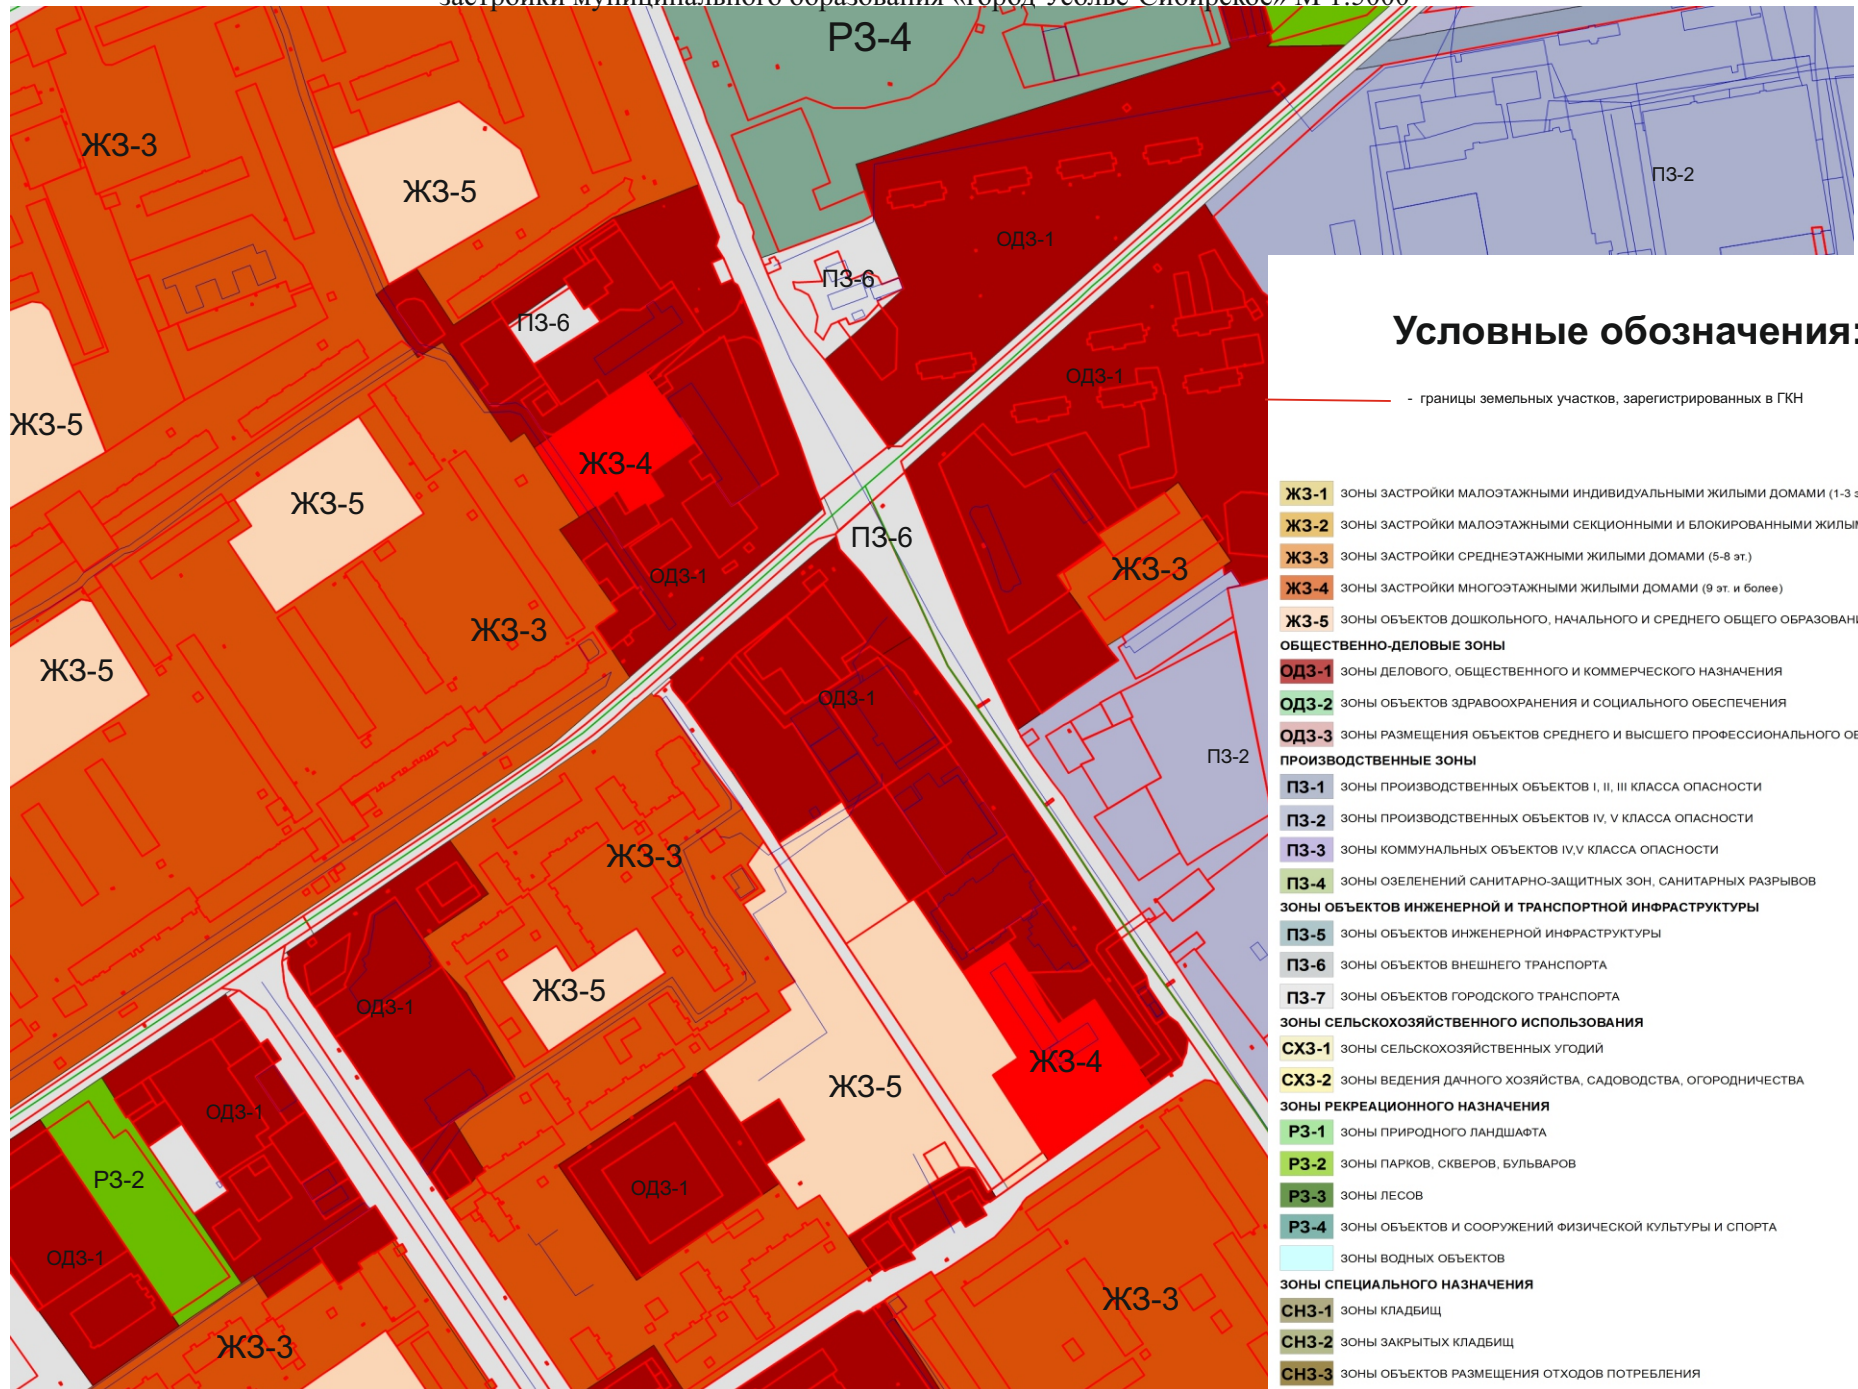 застройки муниципального образования «город Усолье-Сибирское» М 1:5000
РЗ-4
ЖЗ-3
ЖЗ-5
ПЗ-2
ОДЗ-1
ПЗ-6
ПЗ-6
ОДЗ-1
ЖЗ-5
ЖЗ-4
ЖЗ-5
ПЗ-6
ОДЗ-1
ЖЗ-3
ЖЗ-3
ЖЗ-5
ОДЗ-1
ПЗ-2
ЖЗ-3
ЖЗ-5
ОДЗ-1
ЖЗ-4
ЖЗ-5
ОДЗ-1
РЗ-2
ОДЗ-1
ОДЗ-1
ЖЗ-3
ЖЗ-3
Условные обозначения:
- границы земельных участков, зарегистрированных в ГКН
ЖЗ-1 ЗОНЫ ЗАСТРОЙКИ МАЛОЭТАЖНЫМИ ИНДИВИДУАЛЬНЫМИ ЖИЛЫМИ ДОМАМИ (1-3
ЖЗ-2 ЗОНЫ ЗАСТРОЙКИ МАЛОЭТАЖНЫМИ СЕКЦИОННЫМИ И БЛОКИРОВАННЫМИ
ЖЗ-3 ЗОНЫ ЗАСТРОЙКИ СРЕДНЕЭТАЖНЫМИ ЖИЛЫМИ ДОМАМИ (5-8 эт.)
ЖЗ-4 ЗОНЫ ЗАСТРОЙКИ МНОГОЭТАЖНЫМИ ЖИЛЫМИ ДОМАМИ (9 эт. и более)
ЖЗ-5 ЗОНЫ ОБЪЕКТОВ ДОШКОЛЬНОГО, НАЧАЛЬНОГО И СРЕДНЕГО ОБЩЕГО
ОБЩЕСТВЕННО-ДЕЛОВЫЕ ЗОНЫ
ОДЗ-1 ЗОНЫ ДЕЛОВОГО, ОБЩЕСТВЕННОГО И КОММЕРЧЕСКОГО НАЗНАЧЕНИЯ
ОДЗ-2 ЗОНЫ ОБЪЕКТОВ ЗДРАВООХРАНЕНИЯ И СОЦИАЛЬНОГО ОБЕСПЕЧЕНИЯ
ОДЗ-3 ЗОНЫ РАЗМЕЩЕНИЯ ОБЪЕКТОВ СРЕДНЕГО И ВЫСШЕГО ПРОФЕССИОНАЛЬНОГО
ПРОИЗВОДСТВЕННЫЕ ЗОНЫ
ПЗ-1 ЗОНЫ ПРОИЗВОДСТВЕННЫХ ОБЪЕКТОВ I, II, III КЛАССА ОПАСНОСТИ
ПЗ-2 ЗОНЫ ПРОИЗВОДСТВЕННЫХ ОБЪЕКТОВ IV, V КЛАССА ОПАСНОСТИ
ПЗ-3 ЗОНЫ КОММУНАЛЬНЫХ ОБЪЕКТОВ IV,V КЛАССА ОПАСНОСТИ
ПЗ-4 ЗОНЫ ОЗЕЛЕНЕНИЙ САНИТАРНО-ЗАЩИТНЫХ ЗОН, САНИТАРНЫХ РАЗРЫВОВ
ЗОНЫ ОБЪЕКТОВ ИНЖЕНЕРНОЙ И ТРАНСПОРТНОЙ ИНФРАСТРУКТУРЫ
ПЗ-5 ЗОНЫ ОБЪЕКТОВ ИНЖЕНЕРНОЙ ИНФРАСТРУКТУРЫ
ПЗ-6 ЗОНЫ ОБЪЕКТОВ ВНЕШНЕГО ТРАНСПОРТА
ПЗ-7 ЗОНЫ ОБЪЕКТОВ ГОРОДСКОГО ТРАНСПОРТА
ЗОНЫ СЕЛЬСКОХОЗЯЙСТВЕННОГО ИСПОЛЬЗОВАНИЯ
СХЗ-1 ЗОНЫ СЕЛЬСКОХОЗЯЙСТВЕННЫХ УГОДИЙ
СХЗ-2 ЗОНЫ ВЕДЕНИЯ ДАЧНОГО ХОЗЯЙСТВА, САДОВОДСТВА, ОГОРОДНИЧЕСТВА
ЗОНЫ РЕКРЕАЦИОННОГО НАЗНАЧЕНИЯ
РЗ-1 ЗОНЫ ПРИРОДНОГО ЛАНДШАФТА
РЗ-2 ЗОНЫ ПАРКОВ, СКВЕРОВ, БУЛЬВАРОВ
РЗ-3 ЗОНЫ ЛЕСОВ
РЗ-4 ЗОНЫ ОБЪЕКТОВ И СООРУЖЕНИЙ ФИЗИЧЕСКОЙ КУЛЬТУРЫ И СПОРТА
ЗОНЫ ВОДНЫХ ОБЪЕКТОВ
ЗОНЫ СПЕЦИАЛЬНОГО НАЗНАЧЕНИЯ
СНЗ-1 ЗОНЫ КЛАДБИЩ
СНЗ-2 ЗОНЫ ЗАКРЫТЫХ КЛАДБИЩ
СНЗ-3 ЗОНЫ ОБЪЕКТОВ РАЗМЕЩЕНИЯ ОТХОДОВ ПОТРЕБЛЕНИЯ